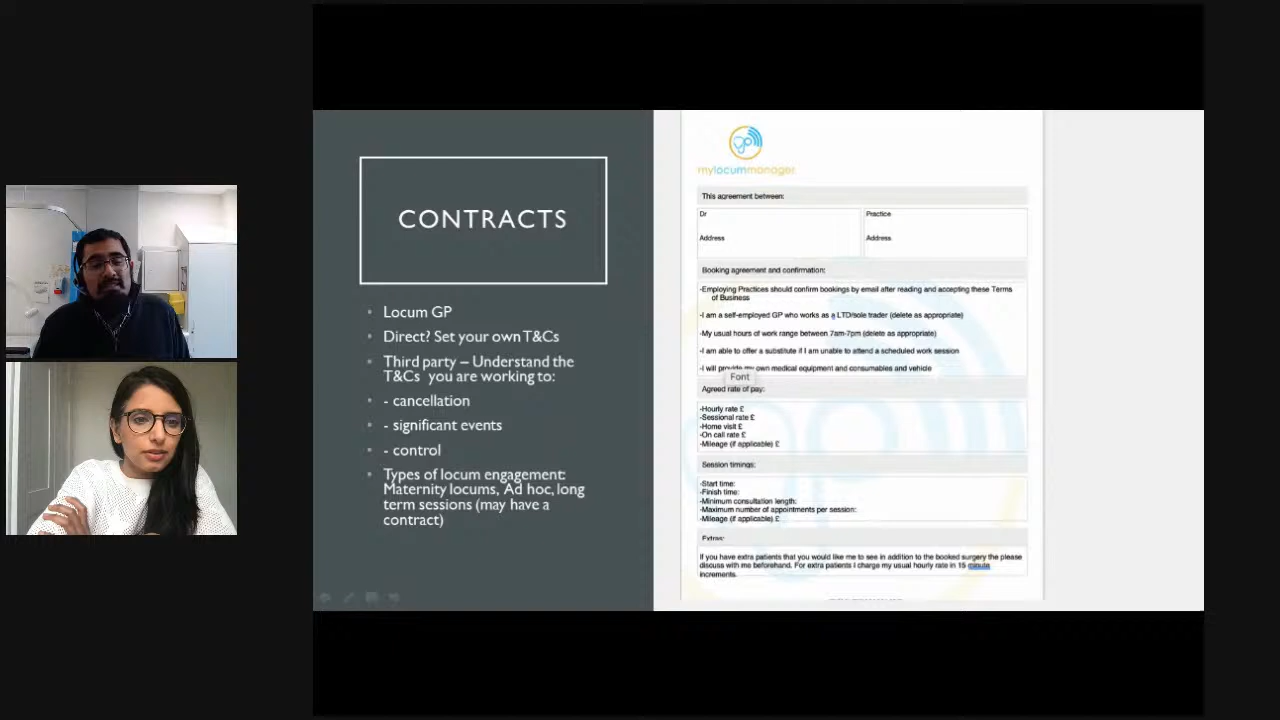 CONTRACTS
Locum GP
Direct? Set your own T&Cs
Third party – Understand the
T&Cs you are working to:
- cancellation
- significant events
- control
Types of locum engagement:
Maternity locums, Ad hoc, long
term sessions (may have a
contract)
mylocummanager
This agreement between:
Dr
Practice
Address
Address
Booking agreement and confirmation:
-Employing Practices should confirm bookings by email after reading and accepting these Terms
of Business
-I am a self-employed GP who works as a LTD/sole trader (delete as appropriate)
-My usual hours of work range between 7am-7pm (delete as appropriate)
-I am able to offer a substitute if I am unable to attend a scheduled work session
-I will provide my own medical equipment and consumables and vehicle
Font
Agreed rate of pay:
-Hourly rate £
-Sessional rate £
-Home visit £
-On call rate £
-Mileage (if applicable) £
Session timings:
-Start time:
-Finish time:
-Minimum consultation length:
-Maximum number of appointments per session:
-Mileage (if applicable) £
Extras:
If you have extra patients that you would like me to see in addition to the booked surgery the please
discuss with me beforehand. For extra patients I charge my usual hourly rate in 15 minute
increments.